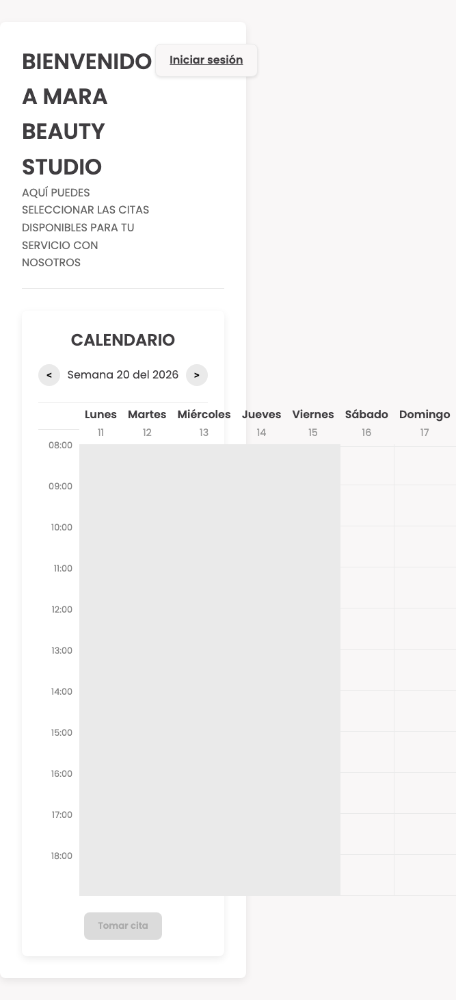 BIENVENIDO
A MARA
BEAUTY
STUDIO
Iniciar sesión
AQUÍ PUEDES
SELECCIONAR LAS CITAS
DISPONIBLES PARA TU
SERVICIO CON
NOSOTROS
CALENDARIO
< Semana 20 del 2026 >
Lunes Martes Miércoles Jueves Viernes Sábado Domingo
11 12 13 14 15 16 17
08:00
09:00
10:00
11:00
12:00
13:00
14:00
15:00
16:00
17:00
18:00
Tomar cita